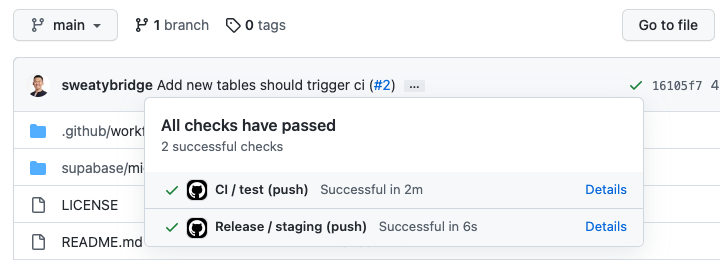 main 1 branch 0 tags Go to file
sweatybridge Add new tables should trigger ci (#2) ... 16105f7 4
All checks have passed
2 successful checks
.github/workf
supabase/mi
CI / test (push) Successful in 2m Details
LICENSE
Release / staging (push) Successful in 6s Details
README.md